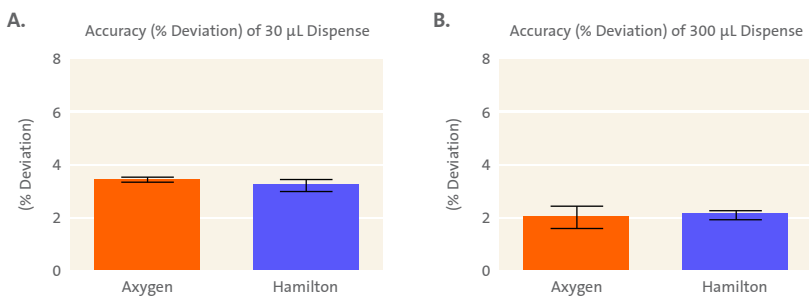 A.
Accuracy (% Deviation) of 30 µL Dispense
8
6
4
2
0
(% Deviation)
Axygen
Hamilton
B.
Accuracy (% Deviation) of 300 µL Dispense
8
6
4
2
0
(% Deviation)
Axygen
Hamilton